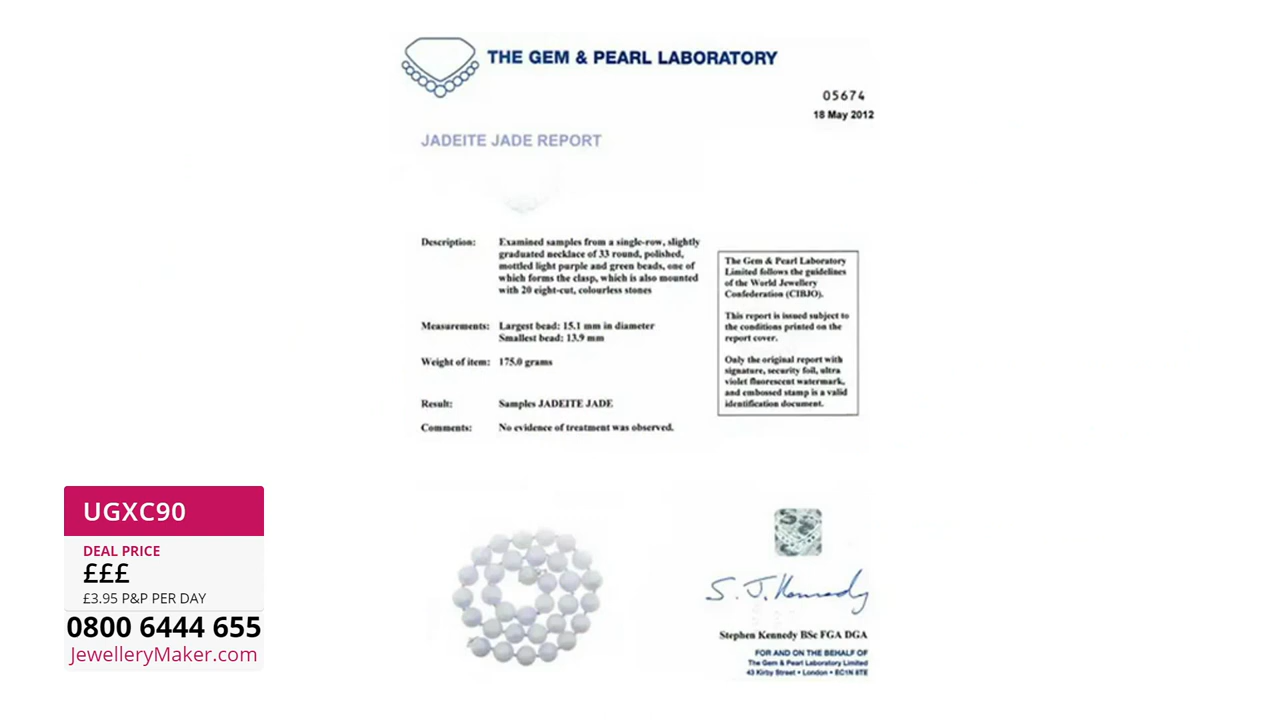 THE GEM & PEARL LABORATORY
05674
18 May 2012
JADEITE JADE REPORT
Description: Examined samples from a single-row, slightly
graduated necklace of 33 round, polished,
mottled light purple and green beads, one of
which forms the clasp, which is also mounted
with 20 eight-cut, colourless stones
Measurements: Largest bead: 15.1 mm in diameter
Smallest bead: 13.9 mm
Weight of item: 175.0 grams
Result: Samples JADEITE JADE
Comments: No evidence of treatment was observed.
The Gem & Pearl Laboratory
Limited follows the guidelines
of the World Jewellery
Confederation (CIBJO).
This report is issued subject to
the conditions printed on the
report cover.
Only the original report with
signature, security foil, ultra
violet fluorescent watermark,
and embossed stamp is a valid
identification document.
S. J. Kennedy
Stephen Kennedy BSc FGA DGA
FOR AND ON THE BEHALF OF
The Gem & Pearl Laboratory Limited
43 Kirby Street • London • EC1N 8TE
UGXC90
DEAL PRICE
£££
£3.95 P&P PER DAY
0800 6444 655
JewelleryMaker.com